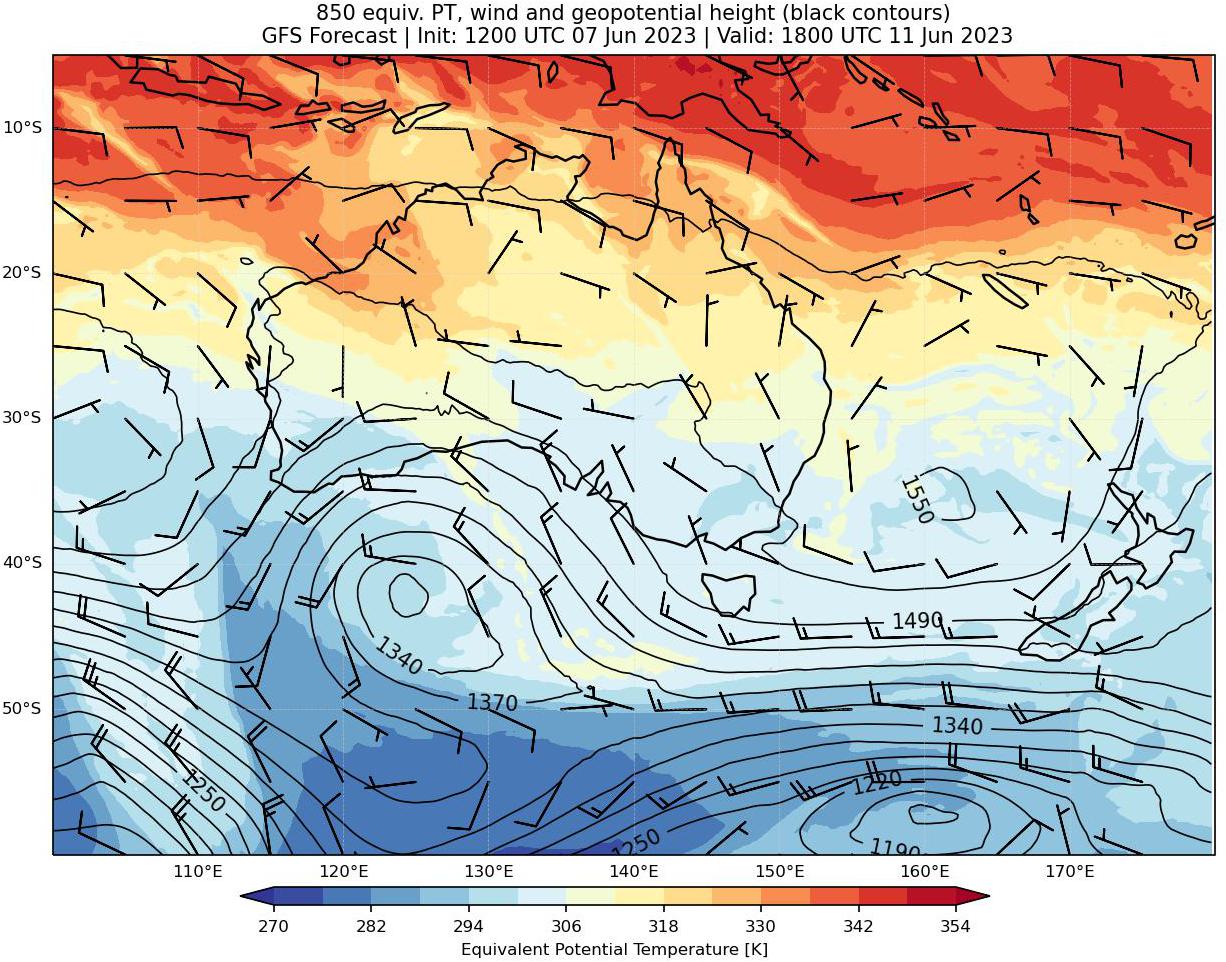 850 equiv. PT, wind and geopotential height (black contours)
GFS Forecast | Init: 1200 UTC 07 Jun 2023 | Valid: 1800 UTC 11 Jun 2023
10°S
20°S
30°S
1550
40°S
1490
1340
1370
50°S
1340
1250
1220
1250
1190
110°E 120°E 130°E 140°E 150°E 160°E 170°E
270 282 294 306 318 330 342 354
Equivalent Potential Temperature [K]